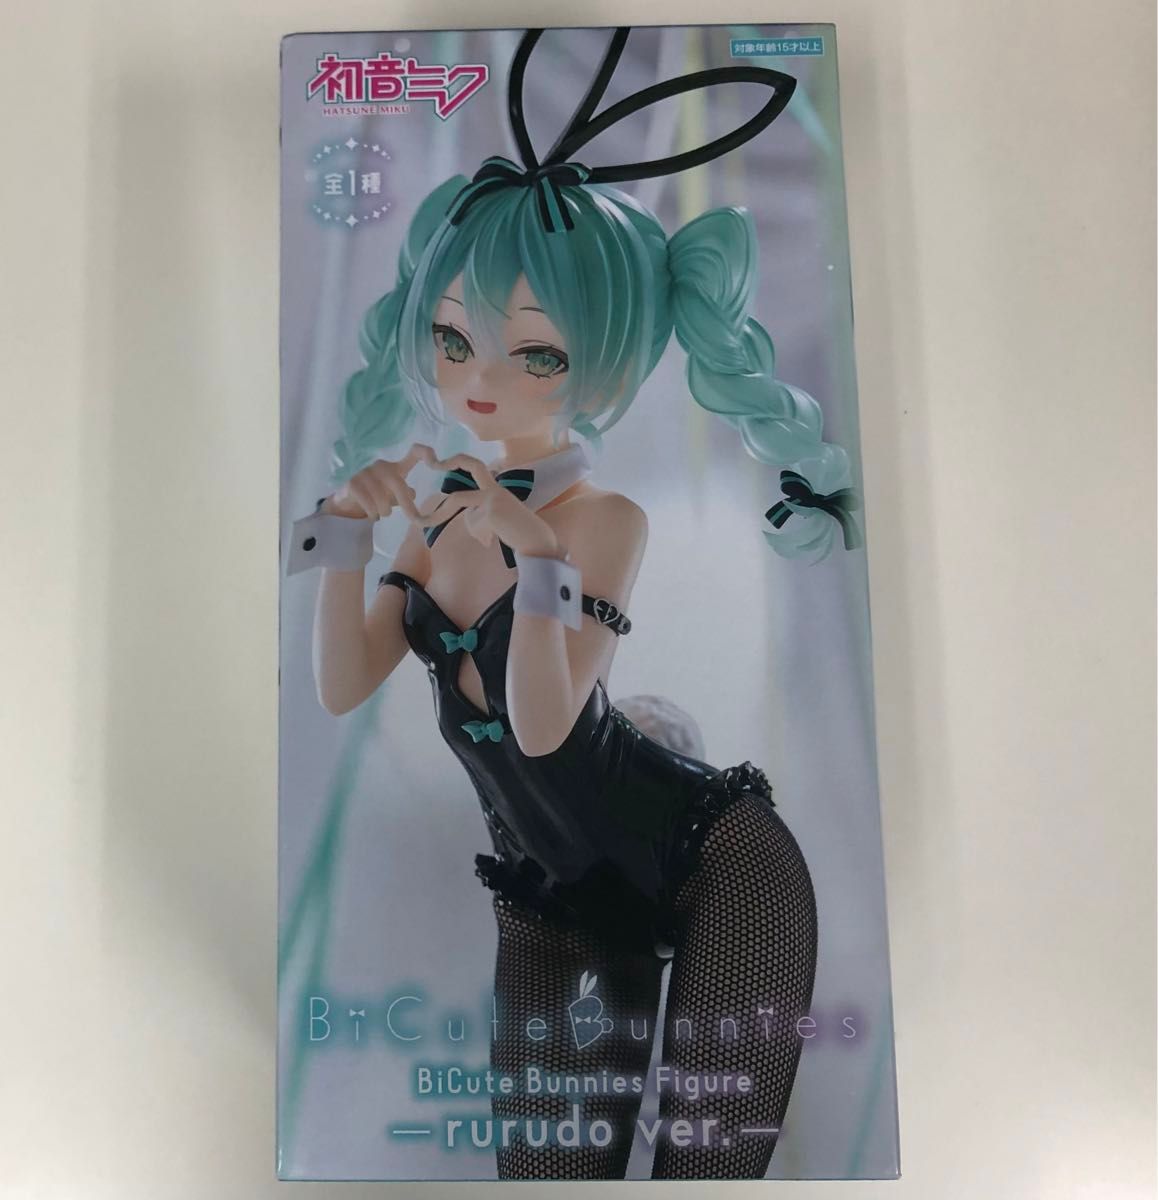 対象年齢15才以上
初音ミク
HATSUNE MIKU
全1種
BiCute Bunnies
BiCute Bunnies Figure
—rurudo ver.—